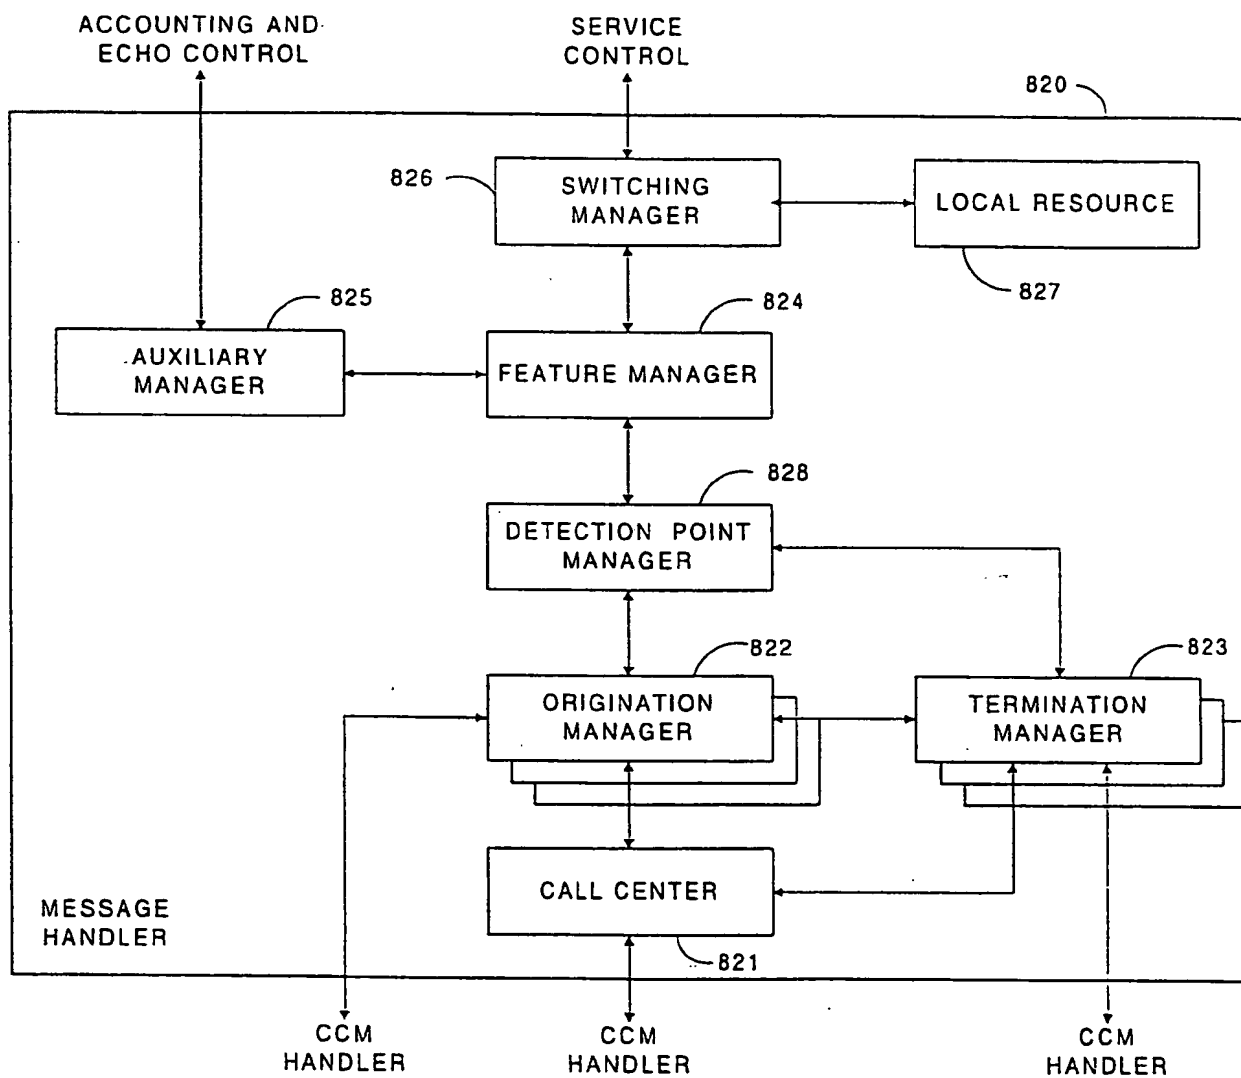 ACCOUNTING AND
ECHO CONTROL
SERVICE
CONTROL
820
826
SWITCHING
MANAGER
LOCAL RESOURCE
827
825
824
AUXILIARY
MANAGER
FEATURE MANAGER
828
DETECTION POINT
MANAGER
822
823
ORIGINATION
MANAGER
TERMINATION
MANAGER
CALL CENTER
821
MESSAGE
HANDLER
CCM
HANDLER
CCM
HANDLER
CCM
HANDLER